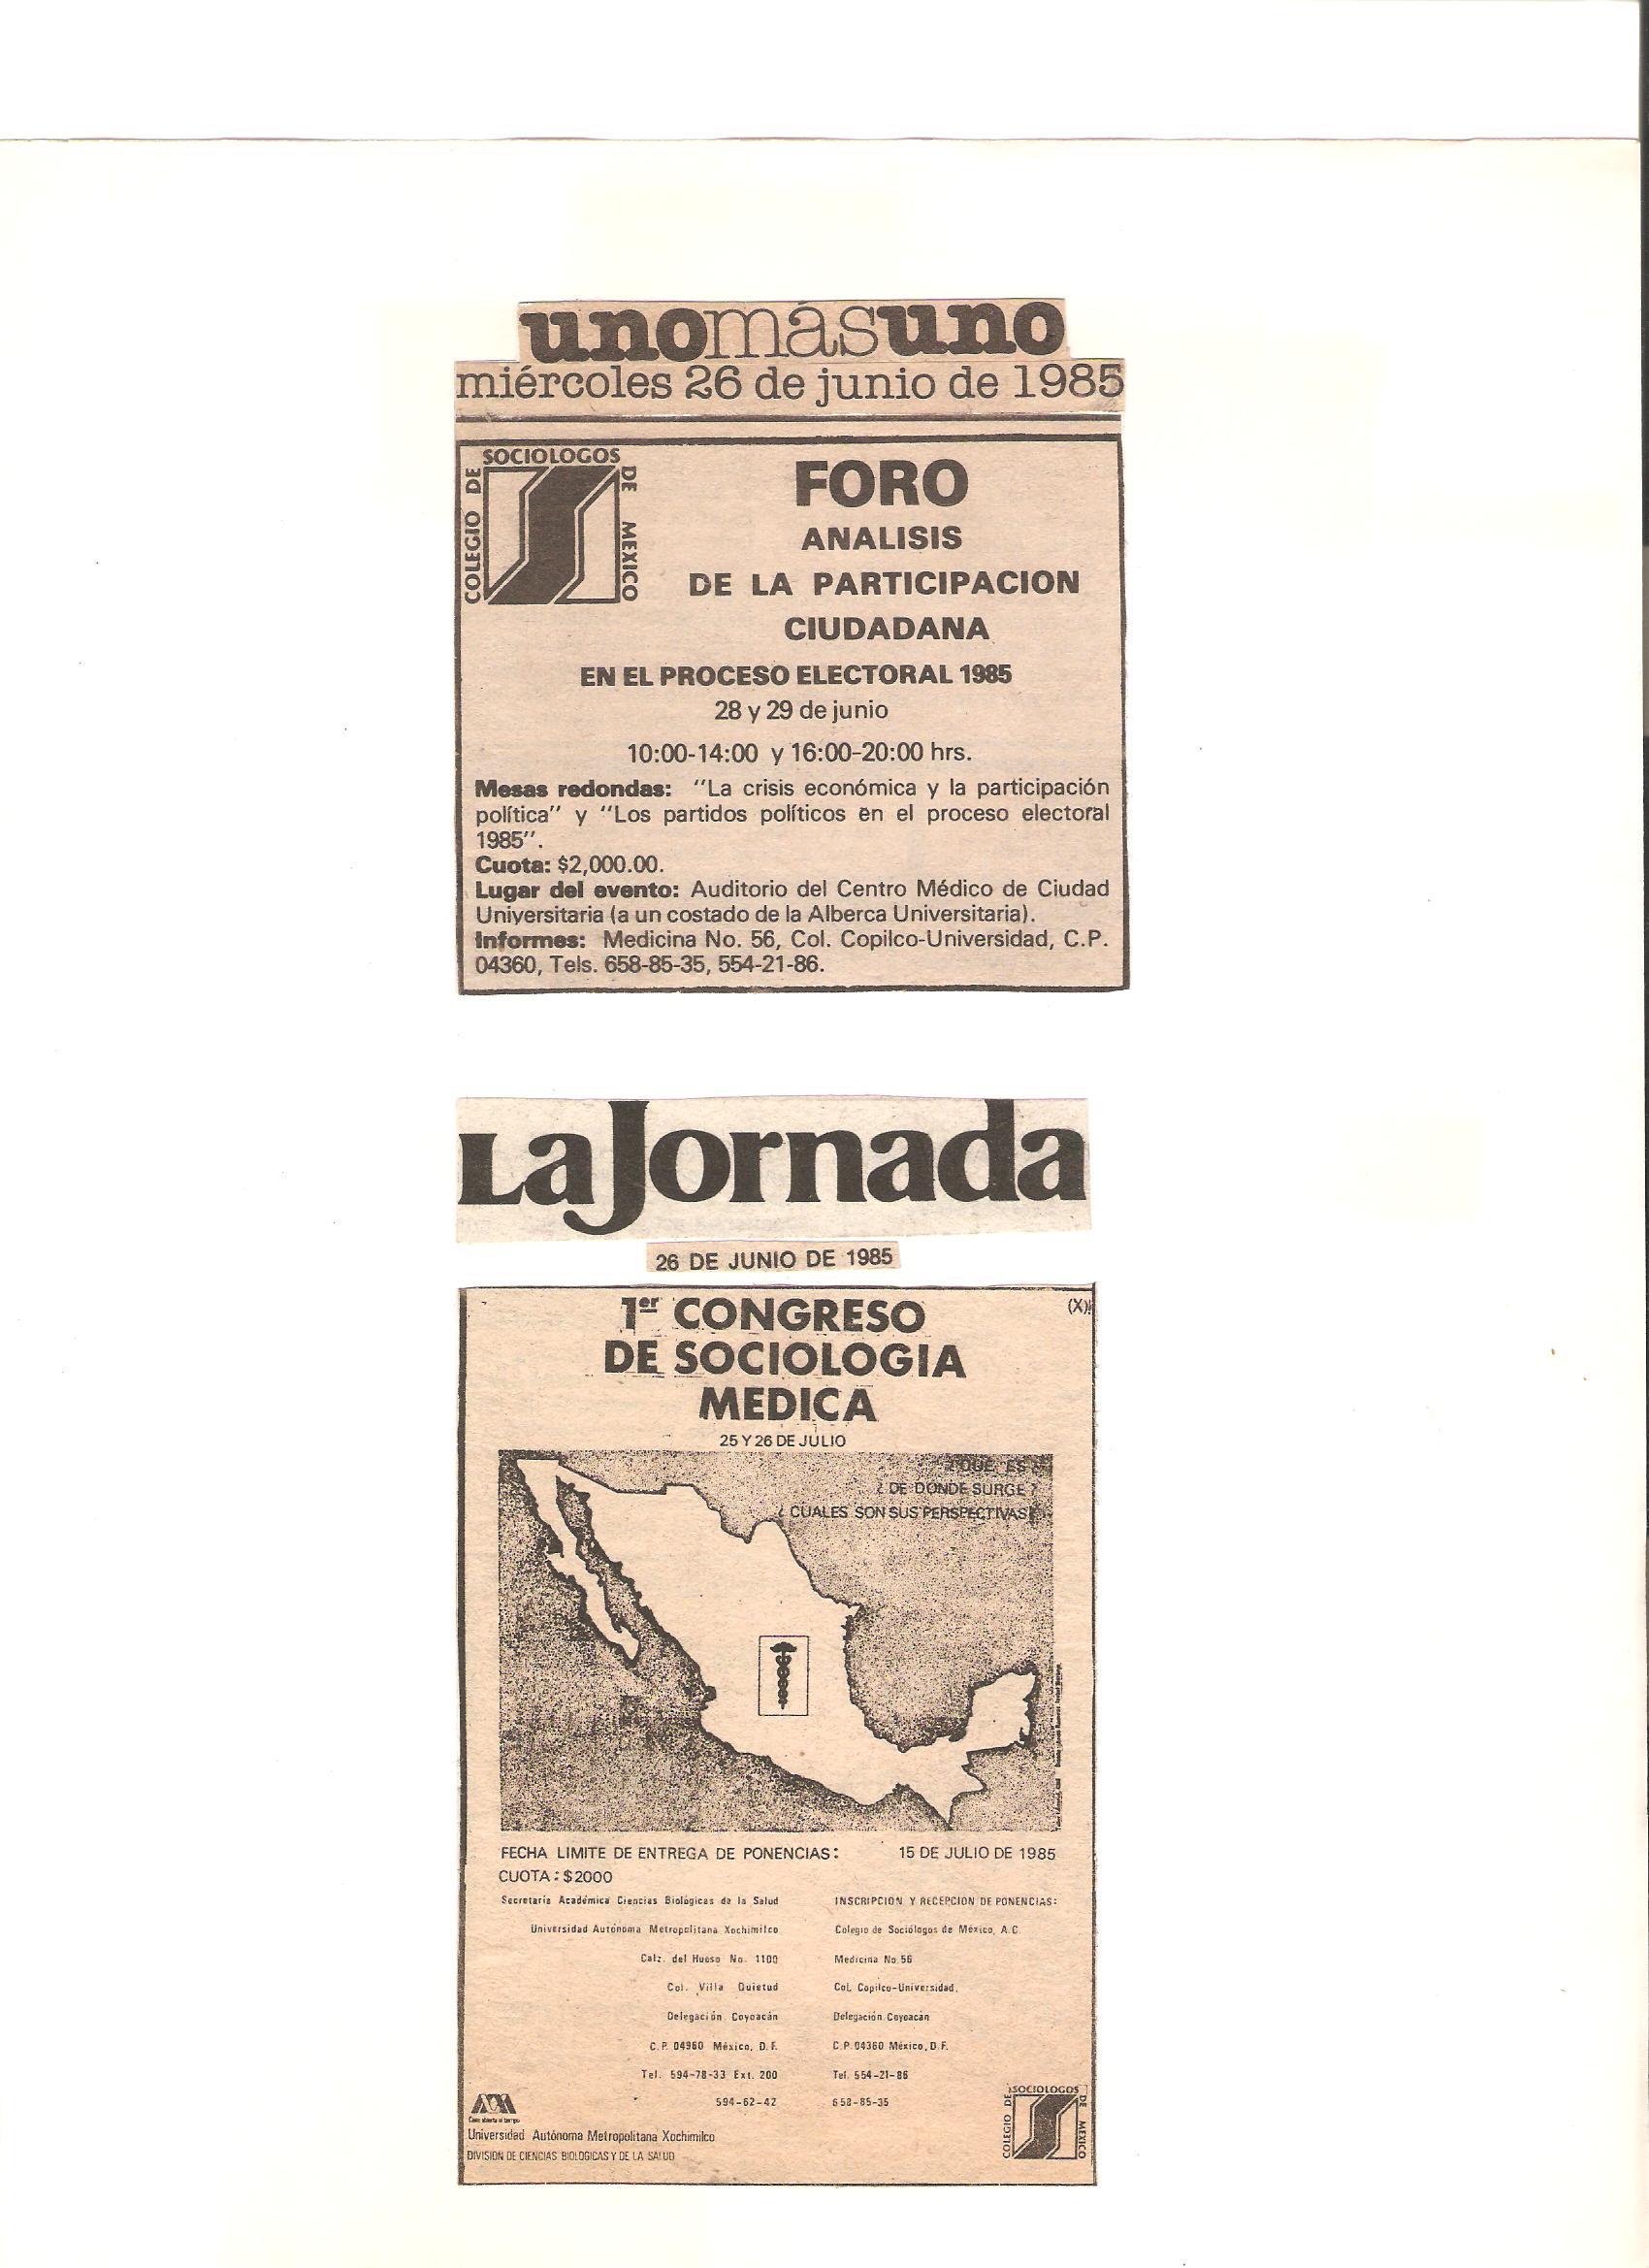 unomásuno
miércoles 26 de junio de 1985
COLEGIO DE SOCIOLOGOS DE MEXICO
FORO
ANALISIS
DE LA PARTICIPACION
CIUDADANA
EN EL PROCESO ELECTORAL 1985
28 y 29 de junio
10:00-14:00 y 16:00-20:00 hrs.
Mesas redondas: "La crisis económica y la participación
política" y "Los partidos políticos en el proceso electoral
1985".
Cuota: $2,000.00.
Lugar del evento: Auditorio del Centro Médico de Ciudad
Universitaria (a un costado de la Alberca Universitaria).
Informes: Medicina No. 56, Col. Copilco-Universidad, C.P.
04360, Tels. 658-85-35, 554-21-86.
LaJornada
26 DE JUNIO DE 1985
(X)
1er CONGRESO
DE SOCIOLOGIA
MEDICA
25 Y 26 DE JULIO
¿ QUE ES ?
¿ DE DONDE SURGE ?
¿ CUALES SON SUS PERSPECTIVAS ?
FECHA LIMITE DE ENTREGA DE PONENCIAS: 15 DE JULIO DE 1985
CUOTA : $2000
Secretaría Académica Ciencias Biológicas de la Salud
Universidad Autónoma Metropolitana Xochimilco
Calz. del Hueso No. 1100
Col. Villa Quietud
Delegación Coyoacán
C.P. 04960 México, D.F.
Tel. 594-78-33 Ext. 200
594-62-42
INSCRIPCION Y RECEPCION DE PONENCIAS:
Colegio de Sociólogos de México, A.C.
Medicina No 56
Col. Copilco-Universidad,
Delegación Coyoacán
C.P. 04360 México, D.F.
Tel. 554-21-86
658-85-35
Casa abierta al tiempo
Universidad Autónoma Metropolitana Xochimilco
DIVISION DE CIENCIAS BIOLOGICAS Y DE LA SALUD
COLEGIO DE SOCIOLOGOS DE MEXICO